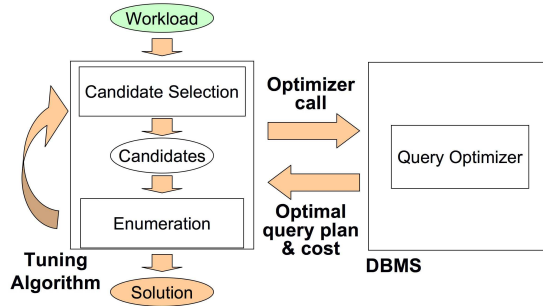 Workload
Candidate Selection
Candidates
Enumeration
Tuning
Algorithm
Solution
Optimizer
call
Optimal
query plan
& cost
Query Optimizer
DBMS